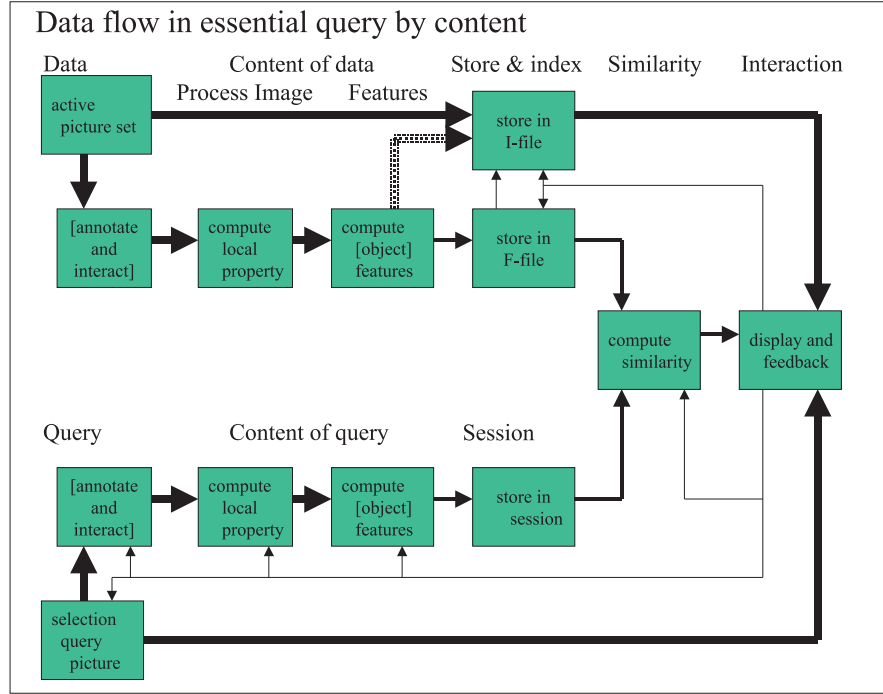 Data flow in essential query by content
Data
Content of data
Store & index
Similarity
Interaction
Process Image
Features
active
picture set
store in
I-file
[annotate
and
interact]
compute
local
property
compute
[object]
features
store in
F-file
compute
similarity
display and
feedback
Query
Content of query
Session
[annotate
and
interact]
compute
local
property
compute
[object]
features
store in
session
selection
query
picture